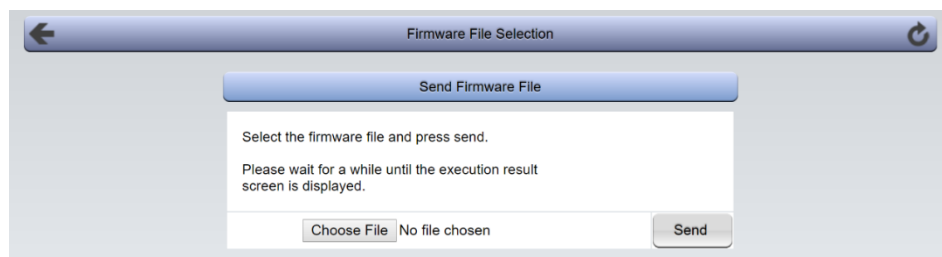 Firmware File Selection
Send Firmware File
Select the firmware file and press send.
Please wait for a while until the execution result
screen is displayed.
Choose File No file chosen
Send